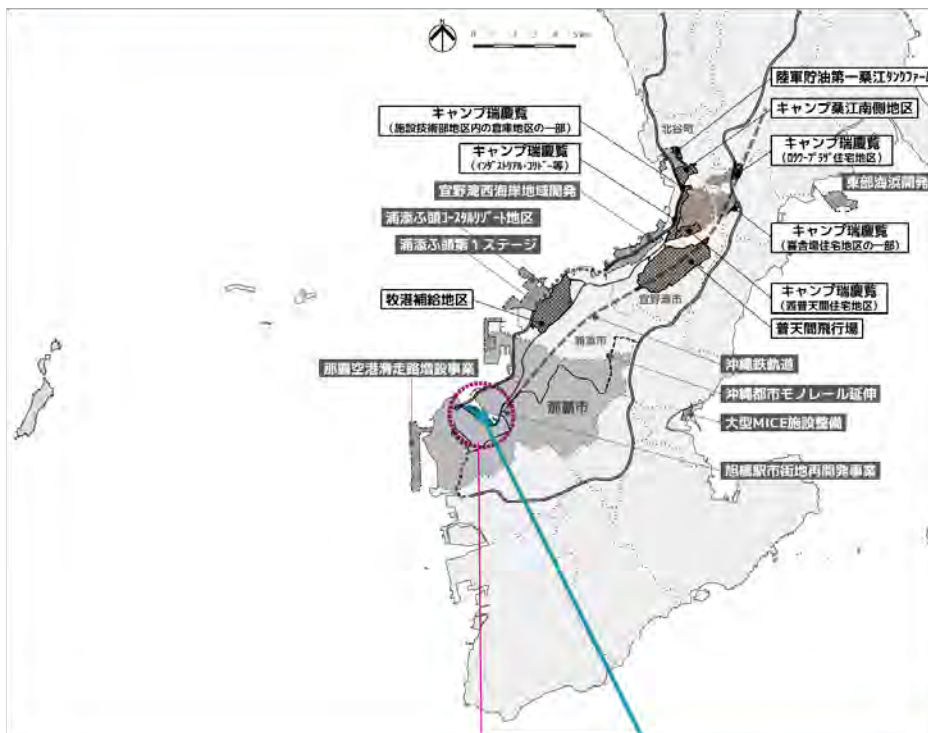 0 1 2 3 4 5km
陸軍貯油第一桑江タンクファーム
キャンプ瑞慶覧
(施設技術部地区内の倉庫地区の一部)
キャンプ桑江南側地区
北谷町
キャンプ瑞慶覧
(インダストリアル・コリドー等)
キャンプ瑞慶覧
(ロウワープラザ住宅地区)
宜野湾西海岸地域開発
東部海浜開発
浦添ふ頭コースタルリゾート地区
浦添ふ頭第1ステージ
キャンプ瑞慶覧
(喜舎場住宅地区の一部)
牧港補給地区
キャンプ瑞慶覧
(西普天間住宅地区)
宜野湾市
普天間飛行場
浦添市
那覇空港滑走路増設事業
沖縄鉄軌道
沖縄都市モノレール延伸
那覇市
大型MICE施設整備
旭橋駅市街地再開発事業